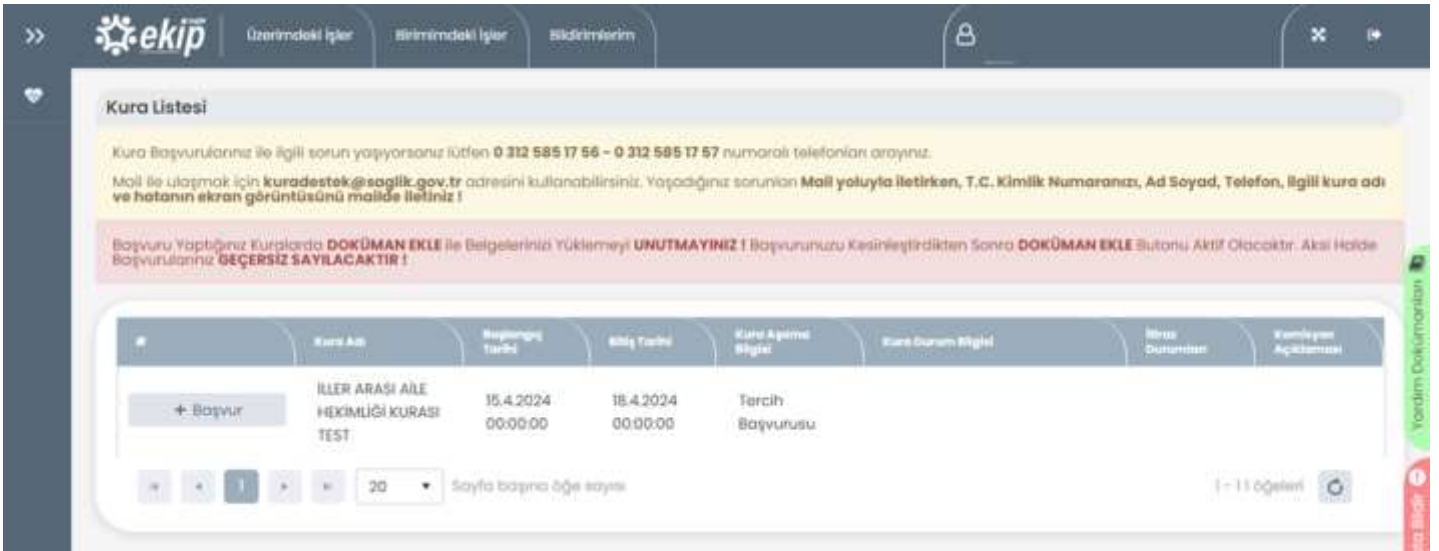 ekip
Üzerimdeki İşler
Birimimdeki İşler
Bildirimlerim
Kura Listesi
Kura Başvurularınız ile ilgili sorun yaşıyorsanız lütfen 0 312 585 17 56 - 0 312 585 17 57 numaralı telefonları arayınız.
Mail ile ulaşmak için kuradestek@saglik.gov.tr adresini kullanabilirsiniz. Yaşadığınız sorunları Mail yoluyla iletirken, T.C. Kimlik Numaranızı, Ad Soyad, Telefon, ilgili kura adı
ve hatanın ekran görüntüsünü mailde iletiniz !
Başvuru Yaptığınız Kuralarda DOKÜMAN EKLE ile Belgelerinizi Yüklemeyi UNUTMAYINIZ ! Başvurunuzu Kesinleştirdikten Sonra DOKÜMAN EKLE Butonu Aktif Olacaktır. Aksi Halde
Başvurularınız GEÇERSİZ SAYILACAKTIR !
# Kura Adı Başlangıç Tarihi Bitiş Tarihi Kura Aşama Bilgisi Kura Durum Bilgisi İtiraz Durumları Komisyon Açıklaması
+ Başvur
İLLER ARASI AİLE
HEKİMLİĞİ KURASI
TEST
15.4.2024
00:00:00
18.4.2024
00:00:00
Tercih
Başvurusu
1
20
Sayfa başına öğe sayısı
1 - 1 1 öğeleri
Yardım Dokümanları
ta Bildir